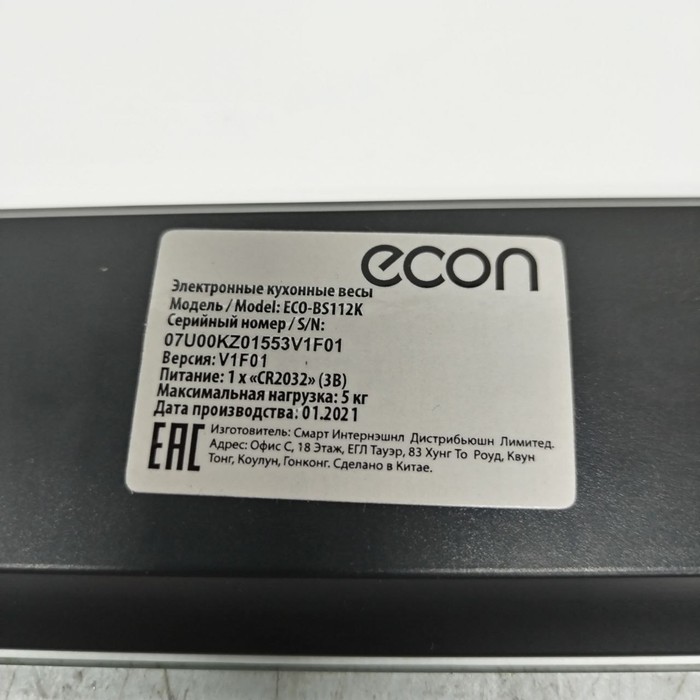 econ
Электронные кухонные весы
Модель / Model: ECO-BS112K
Серийный номер / S/N:
07U00KZ01553V1F01
Версия: V1F01
Питание: 1 x «CR2032» (3В)
Максимальная нагрузка: 5 кг
Дата производства: 01.2021
EAC
Изготовитель: Смарт Интернэшнл Дистрибьюшн Лимитед.
Адрес: Офис С, 18 Этаж, ЕГЛ Тауэр, 83 Хунг То Роуд, Квун
Тонг, Коулун, Гонконг. Сделано в Китае.